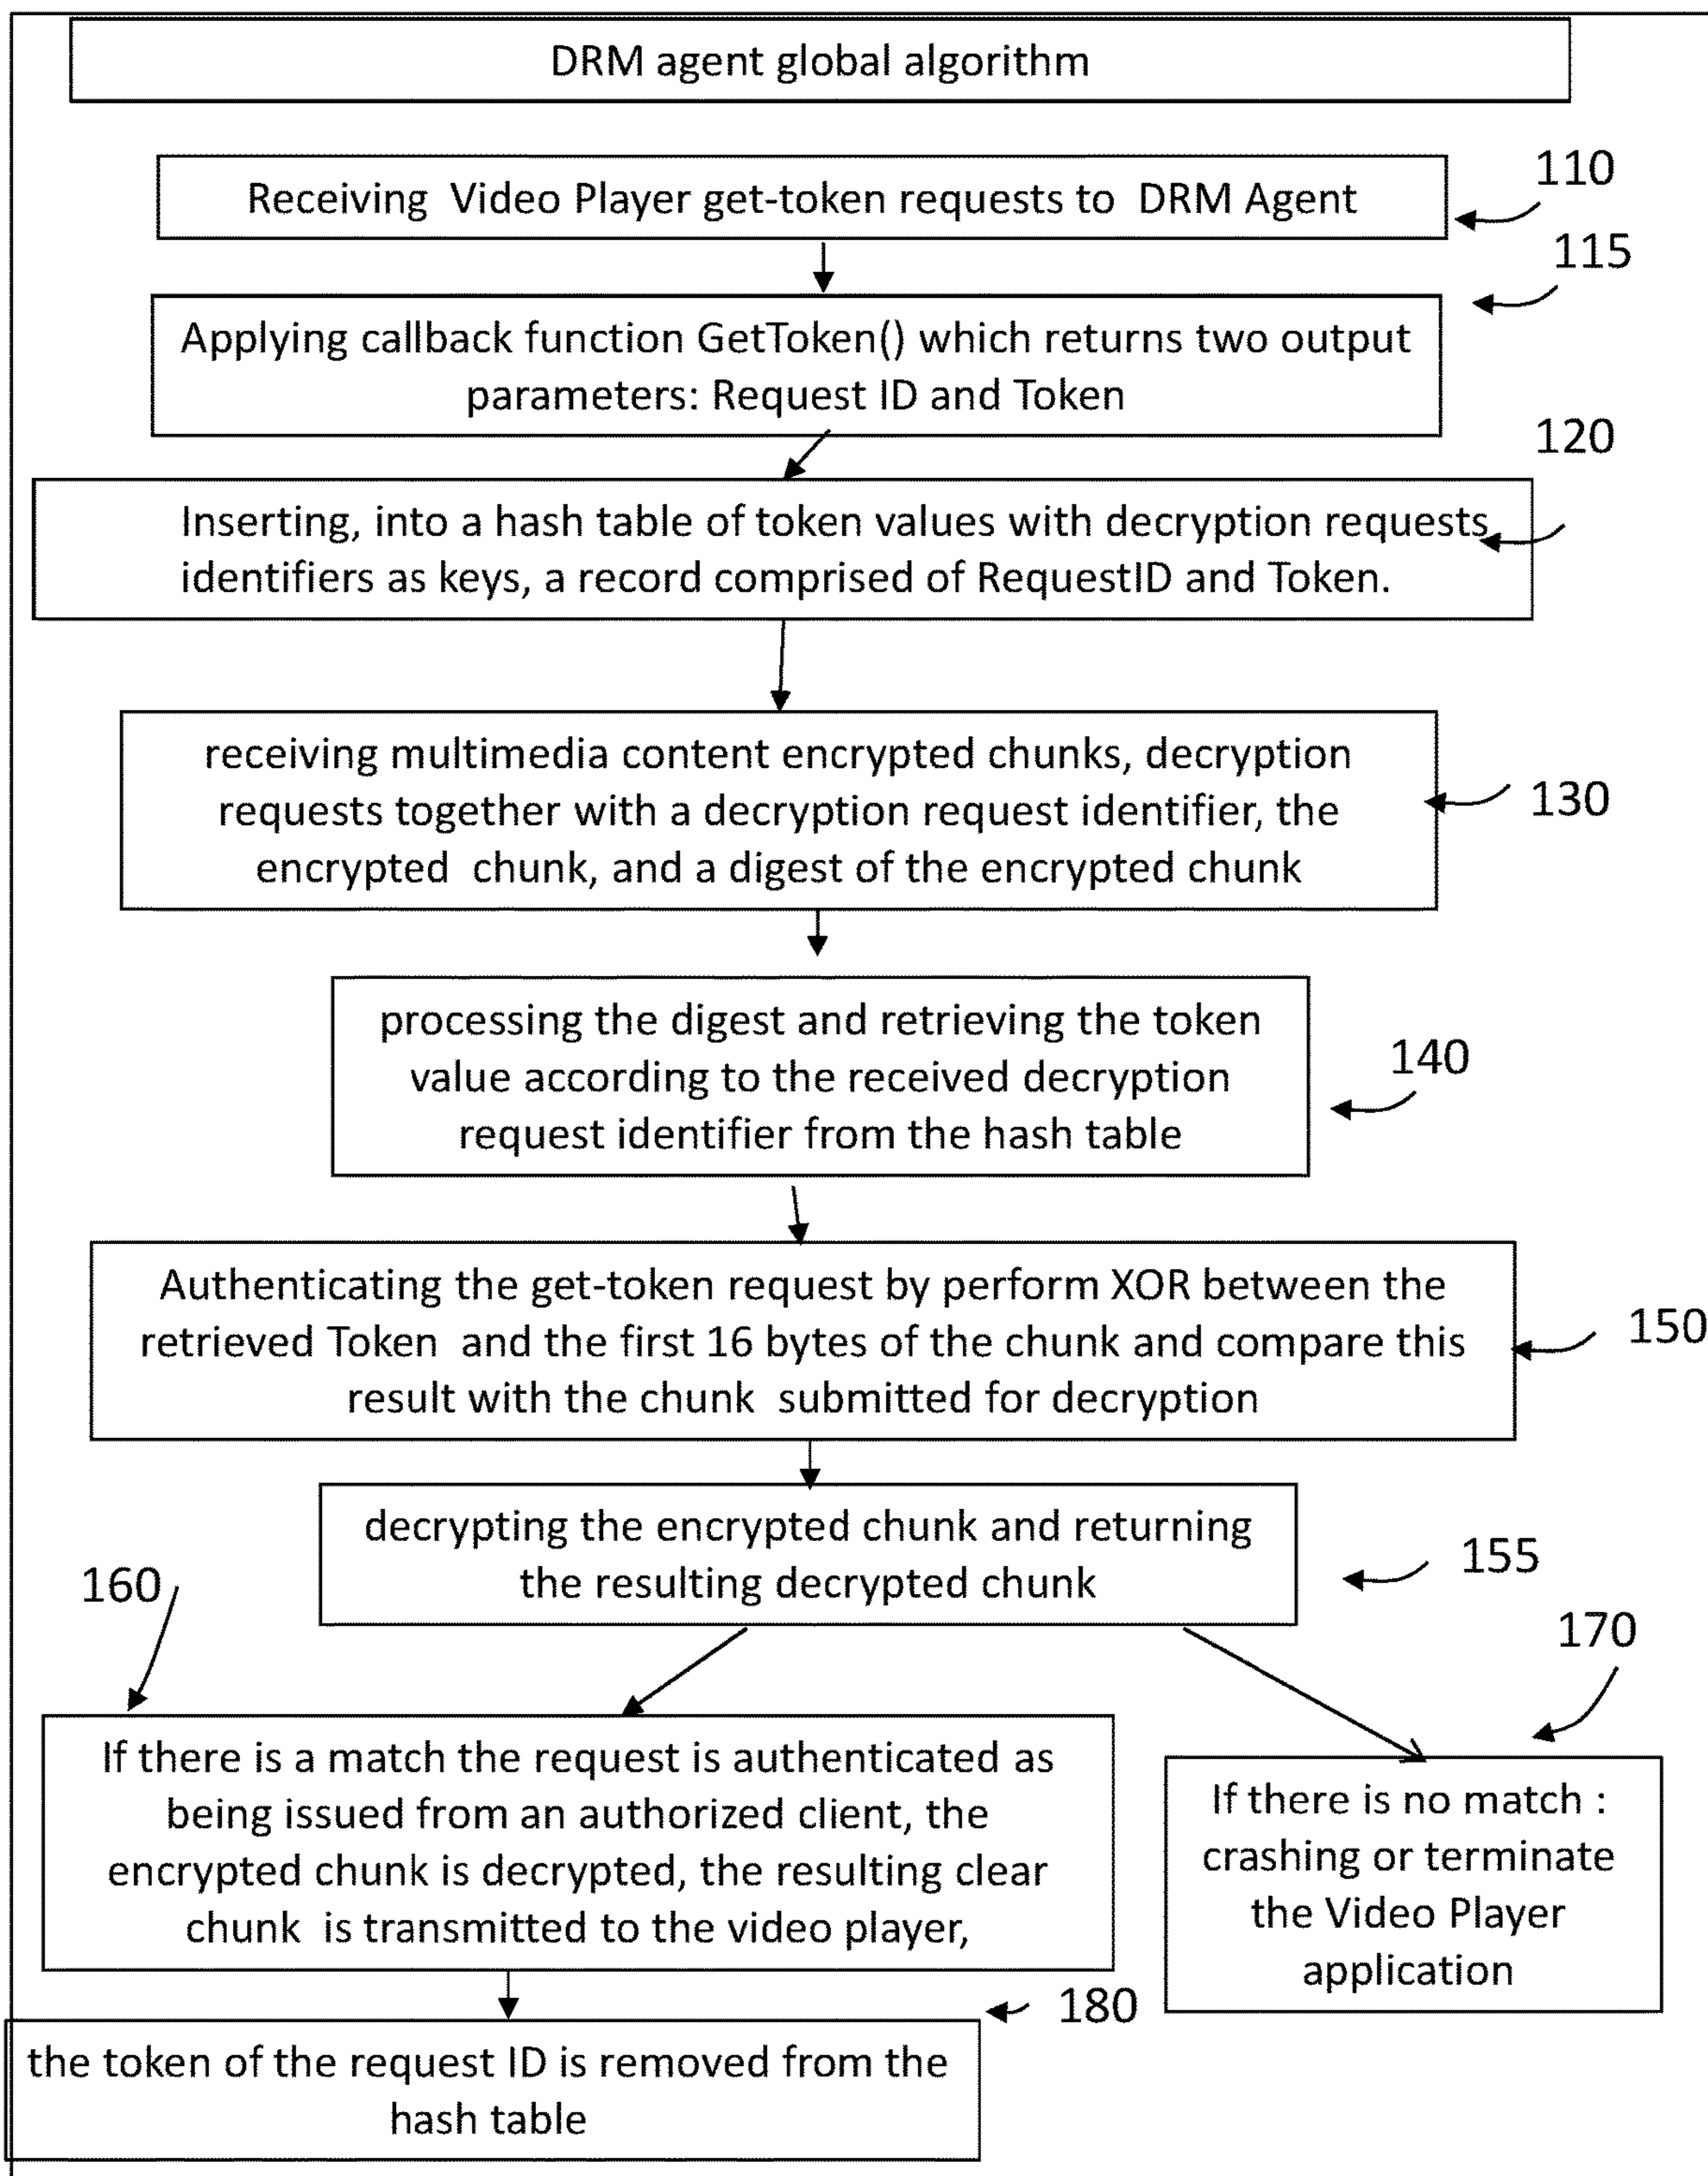 DRM agent global algorithm
Receiving Video Player get-token requests to DRM Agent
110
115
Applying callback function GetToken() which returns two output
parameters: Request ID and Token
120
Inserting, into a hash table of token values with decryption requests
identifiers as keys, a record comprised of RequestID and Token.
receiving multimedia content encrypted chunks, decryption
requests together with a decryption request identifier, the
encrypted chunk, and a digest of the encrypted chunk
130
processing the digest and retrieving the token
value according to the received decryption
request identifier from the hash table
140
Authenticating the get-token request by perform XOR between the
retrieved Token and the first 16 bytes of the chunk and compare this
result with the chunk submitted for decryption
150
decrypting the encrypted chunk and returning
the resulting decrypted chunk
155
160
170
If there is a match the request is authenticated as
being issued from an authorized client, the
encrypted chunk is decrypted, the resulting clear
chunk is transmitted to the video player,
If there is no match :
crashing or terminate
the Video Player
application
180
the token of the request ID is removed from the
hash table